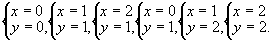 {x = 0 {x = 1 {x = 2 {x = 0 {x = 1 {x = 2
{y = 0, {y = 1, {y = 1, {y = 1, {y = 2, {y = 2.